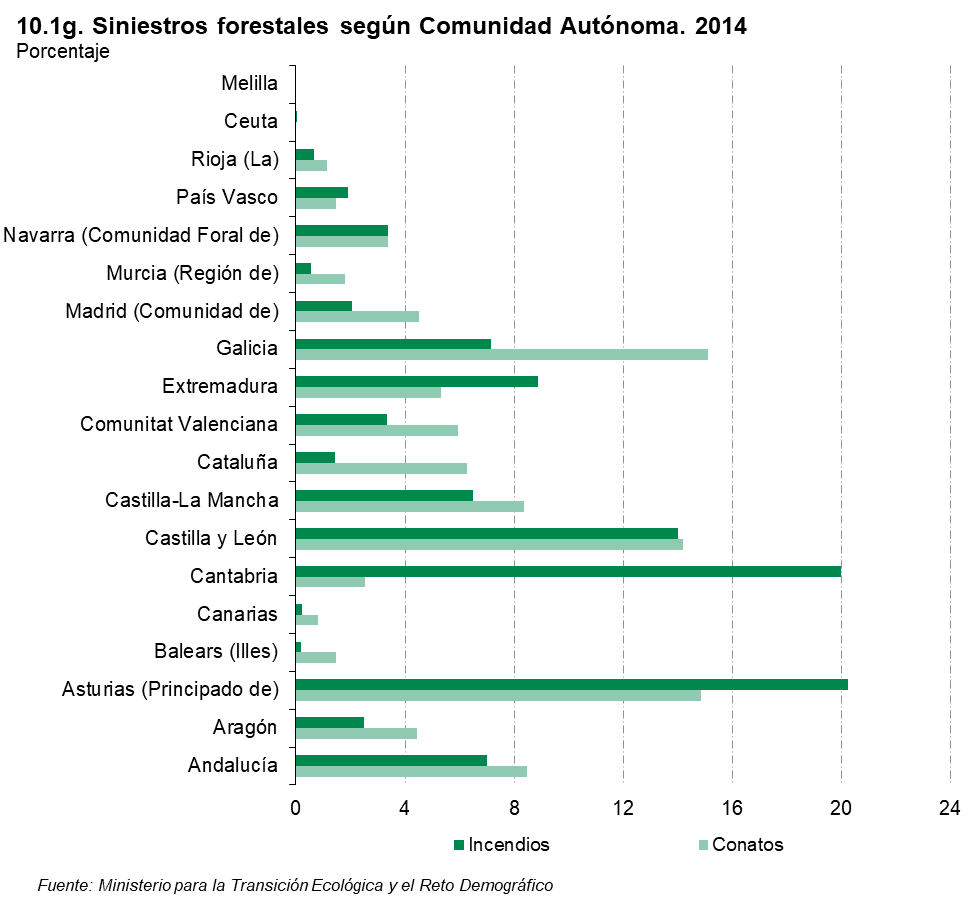 10.1g. Siniestros forestales según Comunidad Autónoma. 2014
Porcentaje
Melilla
Ceuta
Rioja (La)
País Vasco
Navarra (Comunidad Foral de)
Murcia (Región de)
Madrid (Comunidad de)
Galicia
Extremadura
Comunitat Valenciana
Cataluña
Castilla-La Mancha
Castilla y León
Cantabria
Canarias
Balears (Illes)
Asturias (Principado de)
Aragón
Andalucía
0 4 8 12 16 20 24
Incendios Conatos
Fuente: Ministerio para la Transición Ecológica y el Reto Demográfico